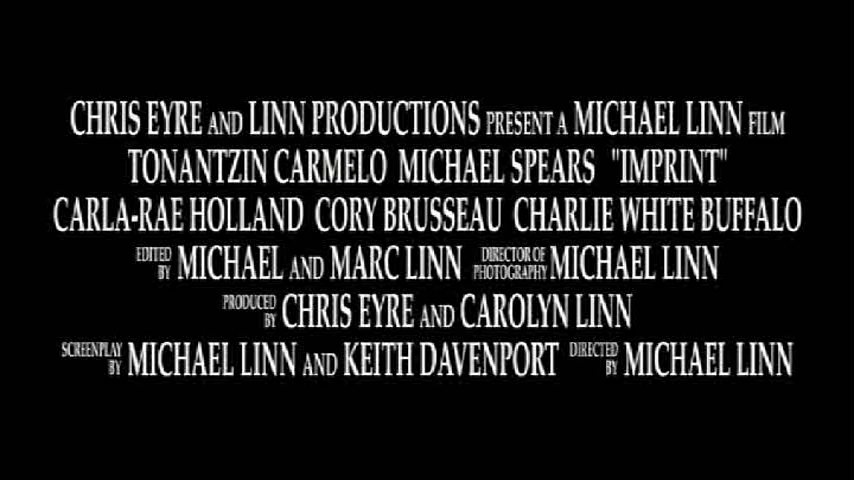 CHRIS EYRE AND LINN PRODUCTIONS PRESENT A MICHAEL LINN FILM
TONANTZIN CARMELO MICHAEL SPEARS "IMPRINT"
CARLA-RAE HOLLAND CORY BRUSSEAU CHARLIE WHITE BUFFALO
EDITED BY MICHAEL AND MARC LINN DIRECTOR OF PHOTOGRAPHY MICHAEL LINN
PRODUCED BY CHRIS EYRE AND CAROLYN LINN
SCREENPLAY BY MICHAEL LINN AND KEITH DAVENPORT DIRECTED BY MICHAEL LINN